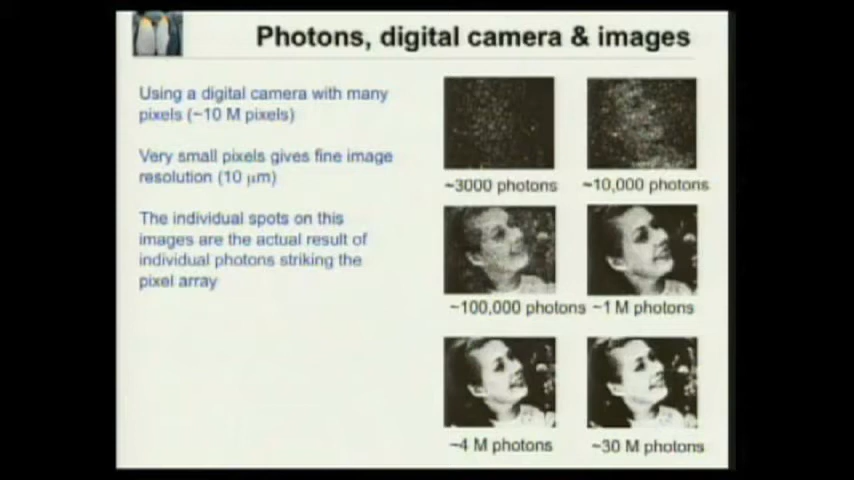 Photons, digital camera & images
Using a digital camera with many
pixels (~10 M pixels)
Very small pixels gives fine image
resolution (10 μm)
The individual spots on this
images are the actual result of
individual photons striking the
pixel array
~3000 photons
~10,000 photons
~100,000 photons
~1 M photons
~4 M photons
~30 M photons